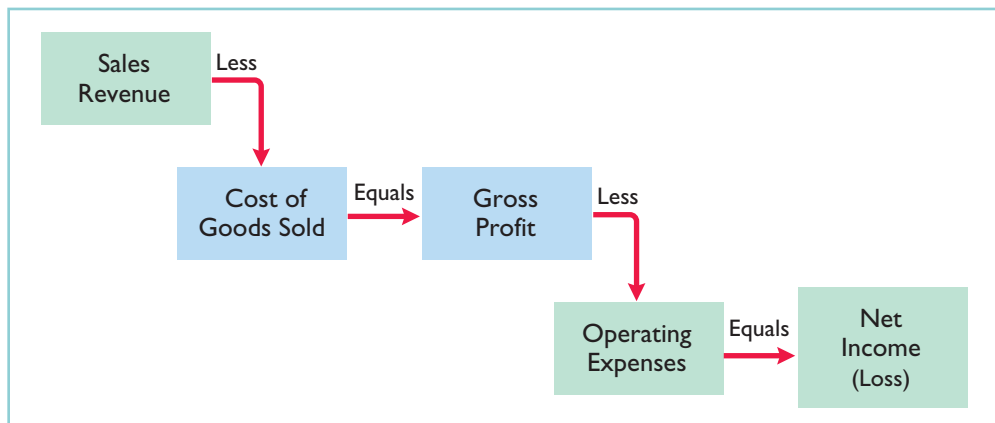 Sales
Revenue
Less
Cost of
Goods Sold
Equals
Gross
Profit
Less
Operating
Expenses
Equals
Net
Income
(Loss)